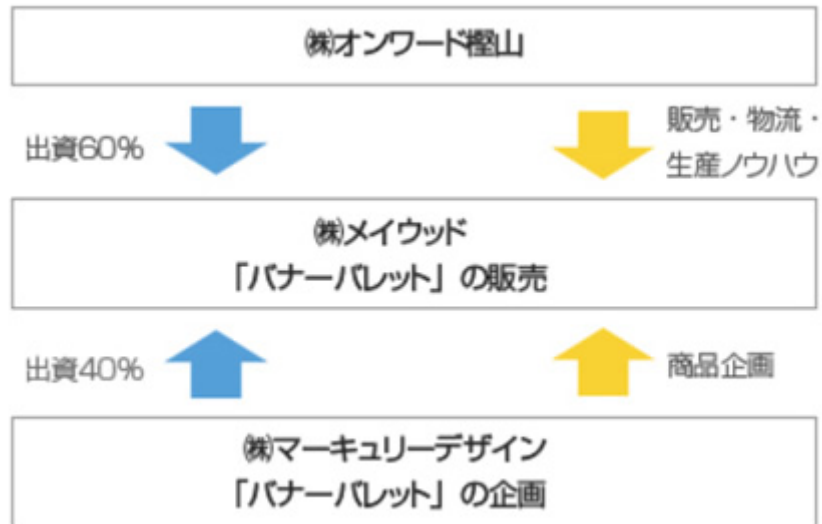 ㈱オンワード樫山
出資60%
販売・物流・
生産ノウハウ
㈱メイウッド
「バナーバレット」の販売
出資40%
商品企画
㈱マーキュリーデザイン
「バナーバレット」の企画